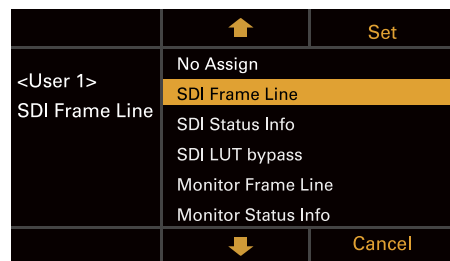 Set
<User 1>
SDI Frame Line
No Assign
SDI Frame Line
SDI Status Info
SDI LUT bypass
Monitor Frame Line
Monitor Status Info
Cancel